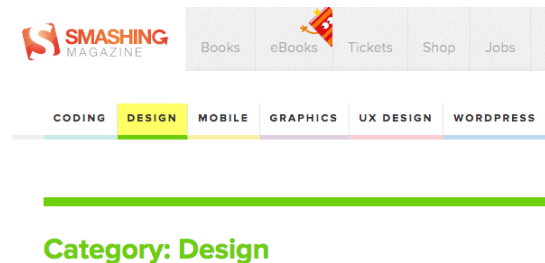 SMASHING
MAGAZINE
Books eBooks Tickets Shop Jobs
CODING DESIGN MOBILE GRAPHICS UX DESIGN WORDPRESS
Category: Design